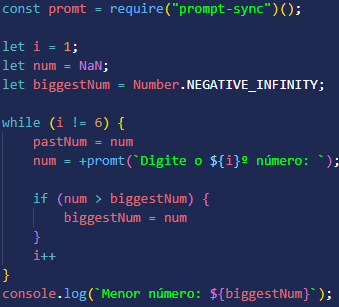 const promt = require("prompt-sync")();
let i = 1;
let num = NaN;
let biggestNum = Number.NEGATIVE_INFINITY;
while (i != 6) {
pastNum = num
num = +promt(`Digite o ${i}º número: `);
if (num > biggestNum) {
biggestNum = num
}
i++
}
console.log(`Menor número: ${biggestNum}`);